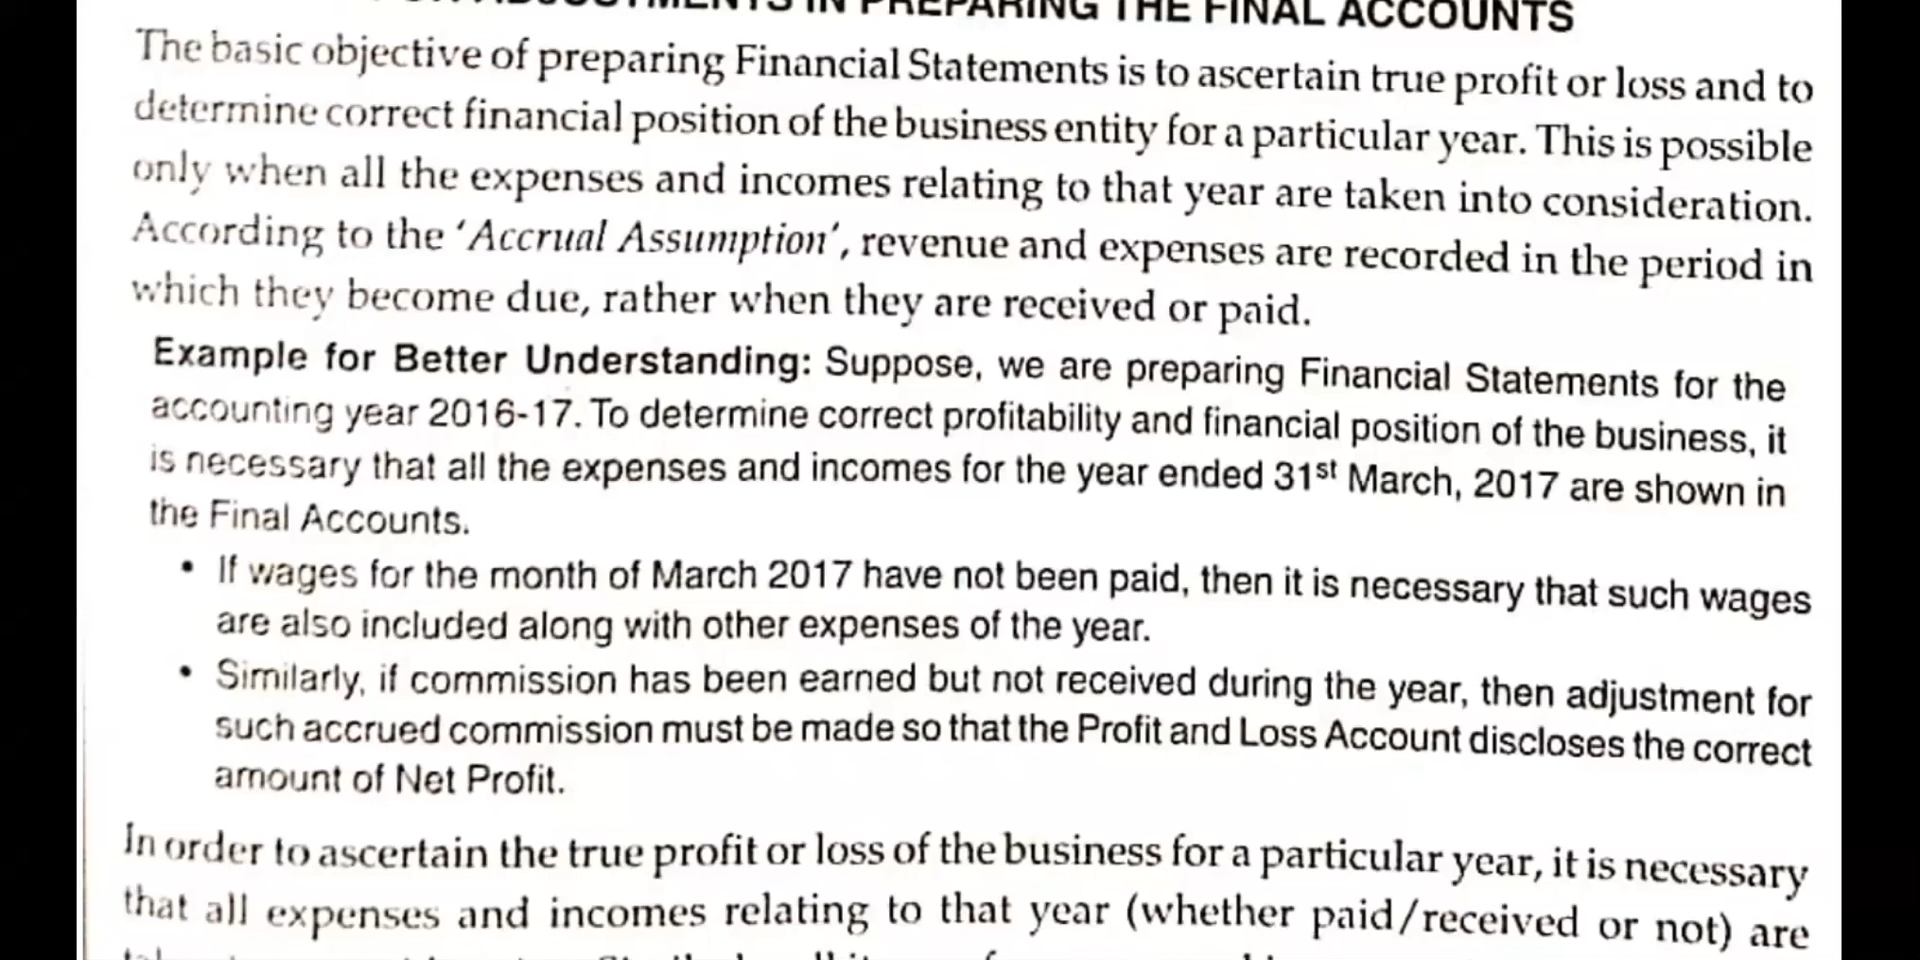 ADJUSTMENTS IN PREPARING THE FINAL ACCOUNTS
The basic objective of preparing Financial Statements is to ascertain true profit or loss and to
determine correct financial position of the business entity for a particular year. This is possible
only when all the expenses and incomes relating to that year are taken into consideration.
According to the ‘Accrual Assumption’, revenue and expenses are recorded in the period in
which they become due, rather when they are received or paid.
Example for Better Understanding: Suppose, we are preparing Financial Statements for the
accounting year 2016-17. To determine correct profitability and financial position of the business, it
is necessary that all the expenses and incomes for the year ended 31st March, 2017 are shown in
the Final Accounts.
• If wages for the month of March 2017 have not been paid, then it is necessary that such wages
are also included along with other expenses of the year.
• Similarly, if commission has been earned but not received during the year, then adjustment for
such accrued commission must be made so that the Profit and Loss Account discloses the correct
amount of Net Profit.
In order to ascertain the true profit or loss of the business for a particular year, it is necessary
that all expenses and incomes relating to that year (whether paid/received or not) are